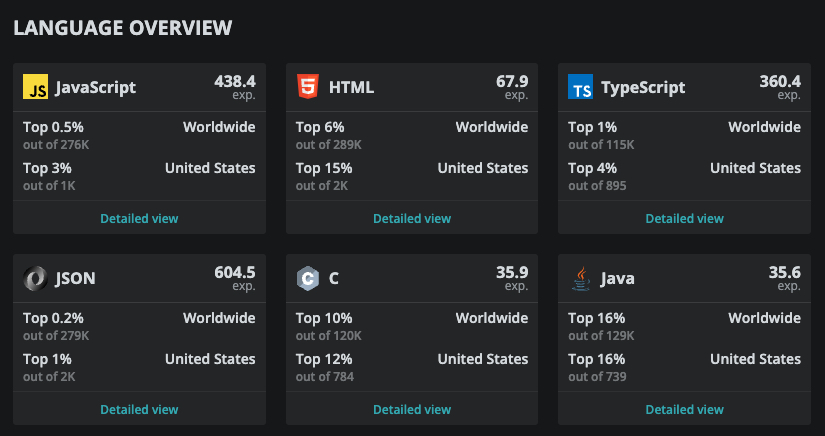 LANGUAGE OVERVIEW
JS JavaScript 438.4
exp.
Top 0.5% Worldwide
out of 276K
Top 3% United States
out of 1K
Detailed view
5 HTML 67.9
exp.
Top 6% Worldwide
out of 289K
Top 15% United States
out of 2K
Detailed view
TS TypeScript 360.4
exp.
Top 1% Worldwide
out of 115K
Top 4% United States
out of 895
Detailed view
JSON 604.5
exp.
Top 0.2% Worldwide
out of 279K
Top 1% United States
out of 2K
Detailed view
C C 35.9
exp.
Top 10% Worldwide
out of 120K
Top 12% United States
out of 784
Detailed view
Java 35.6
exp.
Top 16% Worldwide
out of 129K
Top 16% United States
out of 739
Detailed view